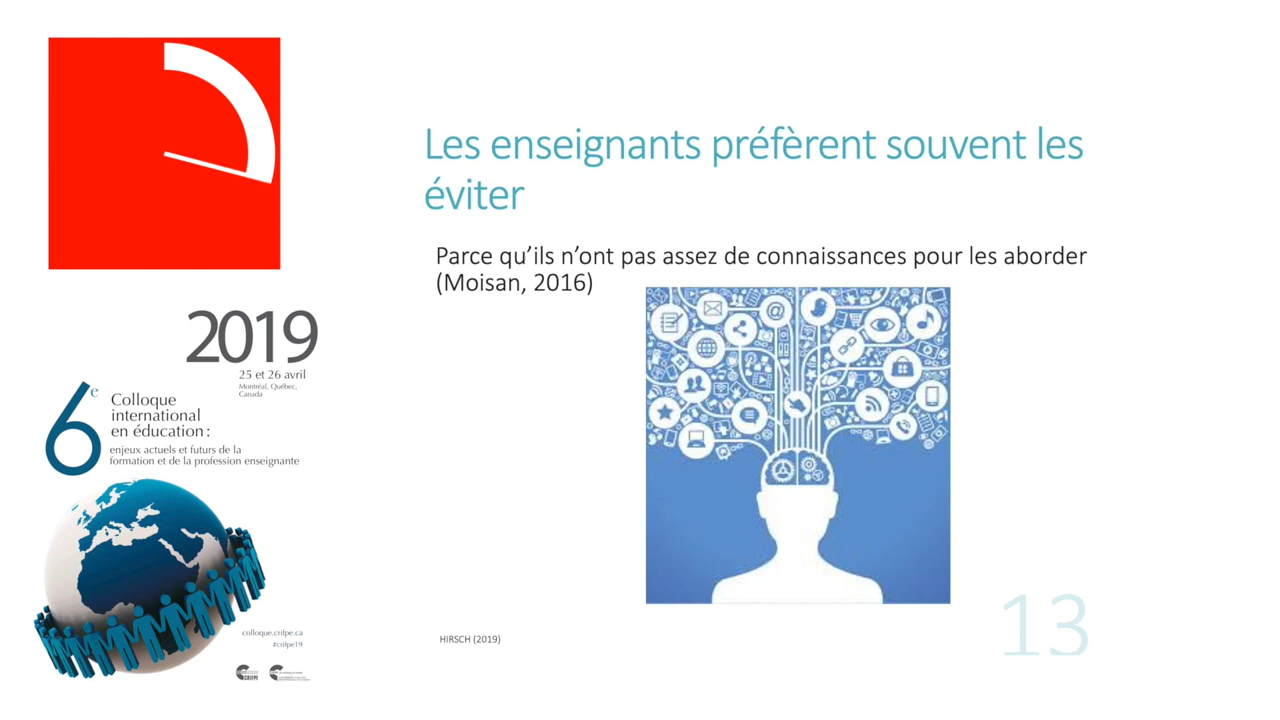 Les enseignants préfèrent souvent les
éviter
Parce qu’ils n’ont pas assez de connaissances pour les aborder
(Moisan, 2016)
2019
25 et 26 avril
Montréal, Québec,
Canada
6e
Colloque
international
en éducation :
enjeux actuels et futurs de la
formation et de la profession enseignante
colloque.crifpe.ca
#crifpe19
CRIFPE
HIRSCH (2019)
13